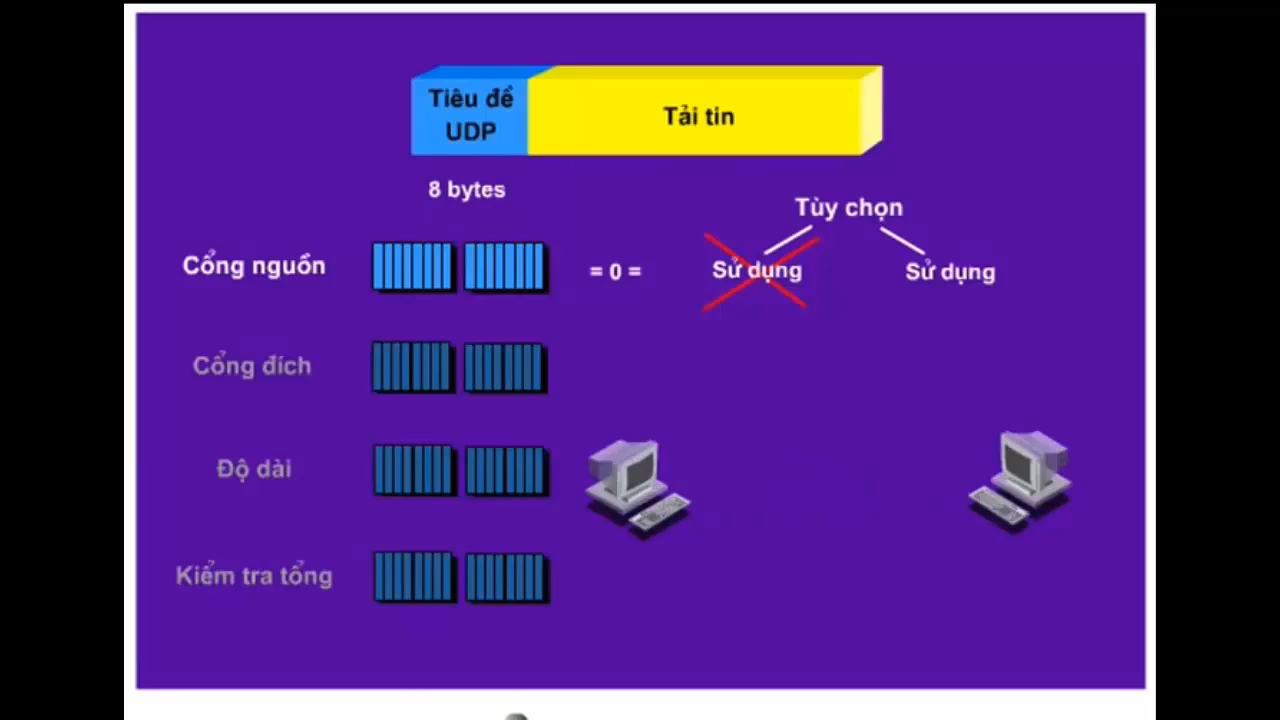 Tiêu đề
UDP
Tải tin
8 bytes
Tùy chọn
Cổng nguồn
= 0 =
Sử dụng
Sử dụng
Cổng đích
Độ dài
Kiểm tra tổng